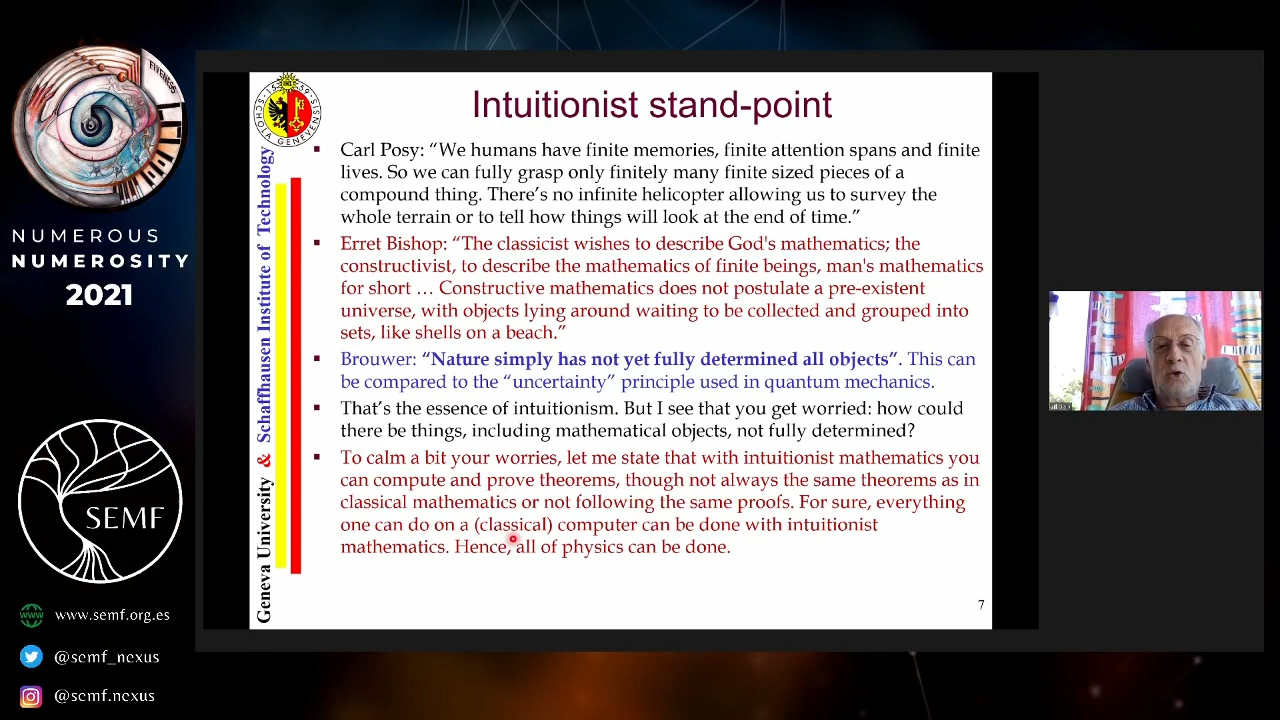 FIVENESS
NUMEROUS
NUMEROSITY
2021
SEMF
www.semf.org.es
@semf_nexus
@semf.nexus
SCHOLA GENEVENSIS
1559
Geneva University & Schaffhausen Institute of Technology
Intuitionist stand-point
▪ Carl Posy: “We humans have finite memories, finite attention spans and finite
lives. So we can fully grasp only finitely many finite sized pieces of a
compound thing. There’s no infinite helicopter allowing us to survey the
whole terrain or to tell how things will look at the end of time.”
▪ Erret Bishop: “The classicist wishes to describe God's mathematics; the
constructivist, to describe the mathematics of finite beings, man's mathematics
for short … Constructive mathematics does not postulate a pre-existent
universe, with objects lying around waiting to be collected and grouped into
sets, like shells on a beach.”
▪ Brouwer: “Nature simply has not yet fully determined all objects”. This can
be compared to the “uncertainty” principle used in quantum mechanics.
▪ That’s the essence of intuitionism. But I see that you get worried: how could
there be things, including mathematical objects, not fully determined?
▪ To calm a bit your worries, let me state that with intuitionist mathematics you
can compute and prove theorems, though not always the same theorems as in
classical mathematics or not following the same proofs. For sure, everything
one can do on a (classical) computer can be done with intuitionist
mathematics. Hence, all of physics can be done.
7